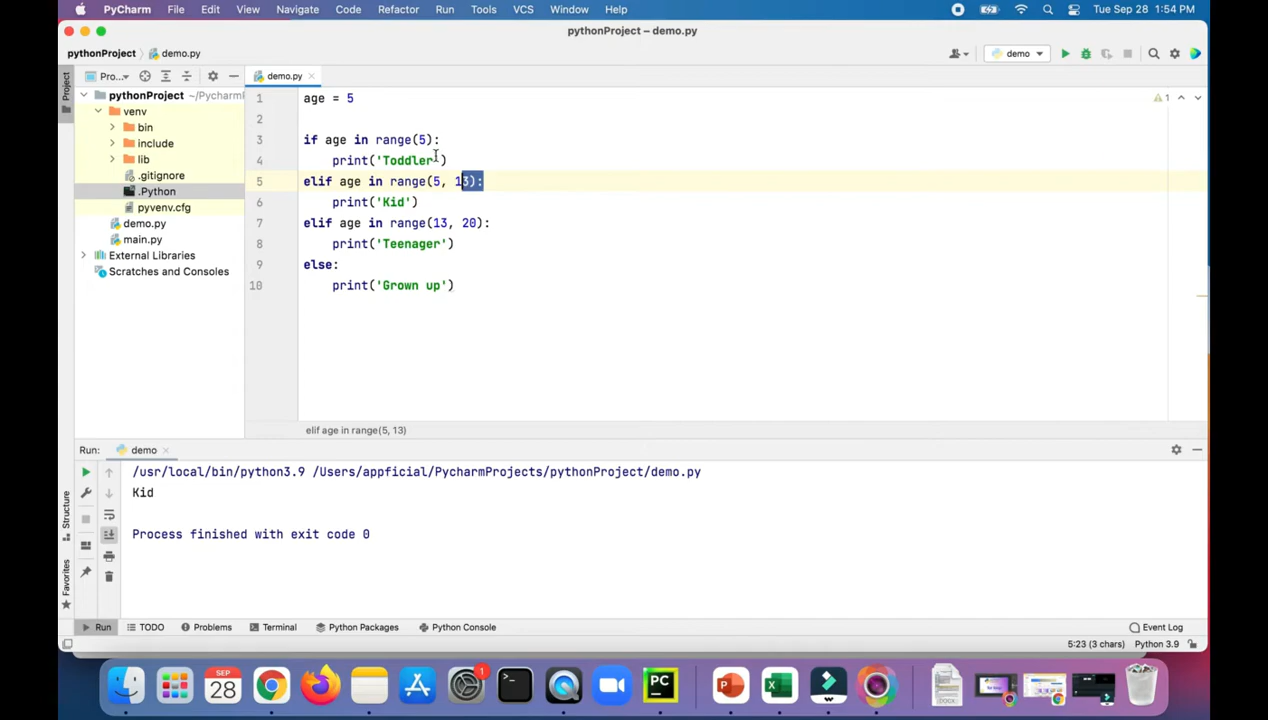 PyCharm File Edit View Navigate Code Refactor Run Tools VCS Window Help Tue Sep 28 1:54 PM
pythonProject – demo.py
pythonProject demo.py demo
Project
Pro... demo.py
pythonProject ~/Pycharm
venv
bin
include
lib
.gitignore
.Python
pyvenv.cfg
demo.py
main.py
External Libraries
Scratches and Consoles
1 age = 5 1
2
3 if age in range(5):
4 print('Toddler')
5 elif age in range(5, 13):
6 print('Kid')
7 elif age in range(13, 20):
8 print('Teenager')
9 else:
10 print('Grown up')
elif age in range(5, 13)
Run: demo
/usr/local/bin/python3.9 /Users/appficial/PycharmProjects/pythonProject/demo.py
Kid
Process finished with exit code 0
Structure
Favorites
Run TODO Problems Terminal Python Packages Python Console Event Log
5:23 (3 chars) Python 3.9
SEP
28
1
PC
DOCX